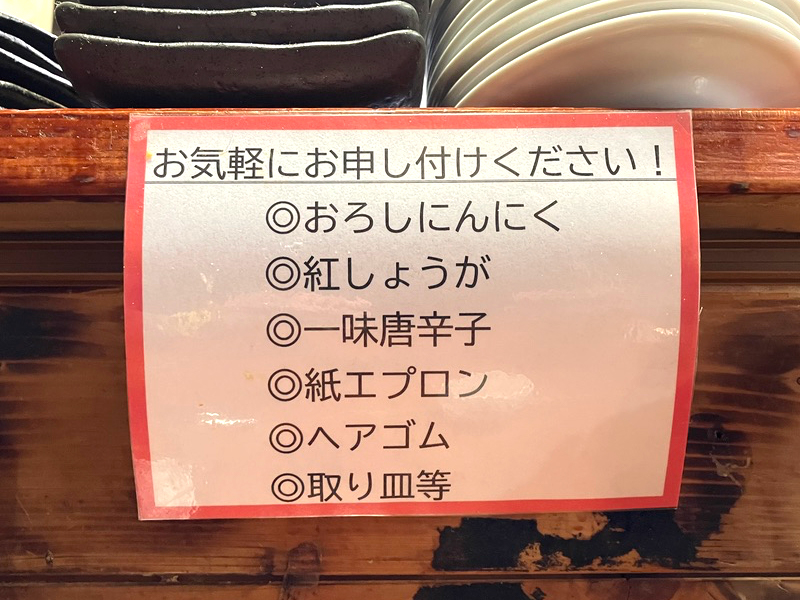 お気軽にお申し付けください！
◎おろしにんにく
◎紅しょうが
◎一味唐辛子
◎紙エプロン
◎ヘアゴム
◎取り皿等